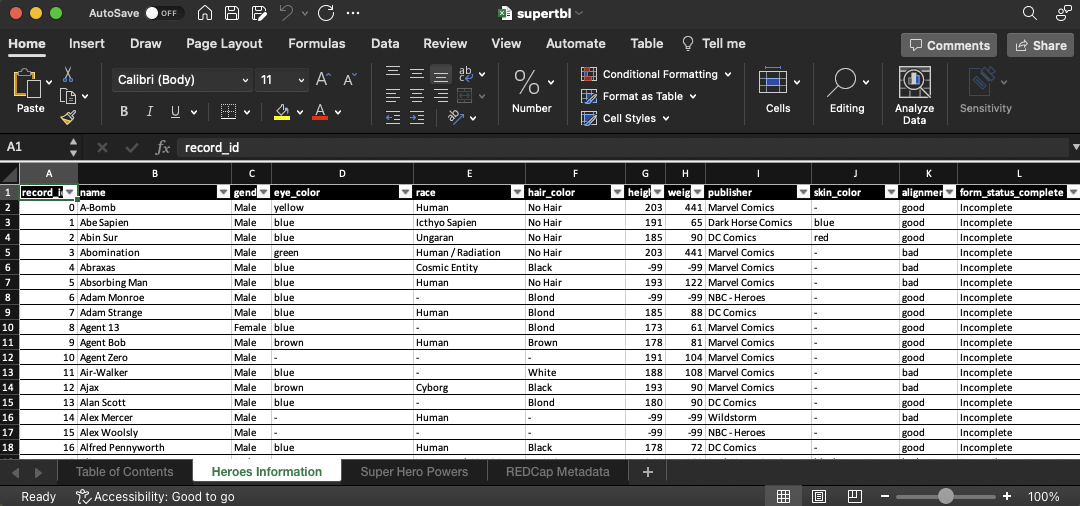 AutoSave OFF supertbl
Home Insert Draw Page Layout Formulas Data Review View Automate Table Tell me Comments Share
Paste Calibri (Body) 11 A A B I U A ab % Number Conditional Formatting Format as Table Cell Styles Cells Editing Analyze Data Sensitivity
A1 fx record_id
A B C D E F G H I J K L
1 record_i name gend eye_color race hair_color heigh weig publisher skin_color alignmen form_status_complete
2 0 A-Bomb Male yellow Human No Hair 203 441 Marvel Comics - good Incomplete
3 1 Abe Sapien Male blue Icthyo Sapien No Hair 191 65 Dark Horse Comics blue good Incomplete
4 2 Abin Sur Male blue Ungaran No Hair 185 90 DC Comics red good Incomplete
5 3 Abomination Male green Human / Radiation No Hair 203 441 Marvel Comics - bad Incomplete
6 4 Abraxas Male blue Cosmic Entity Black -99 -99 Marvel Comics - bad Incomplete
7 5 Absorbing Man Male blue Human No Hair 193 122 Marvel Comics - bad Incomplete
8 6 Adam Monroe Male blue - Blond -99 -99 NBC - Heroes - good Incomplete
9 7 Adam Strange Male blue Human Blond 185 88 DC Comics - good Incomplete
10 8 Agent 13 Female blue - Blond 173 61 Marvel Comics - good Incomplete
11 9 Agent Bob Male brown Human Brown 178 81 Marvel Comics - good Incomplete
12 10 Agent Zero Male - - - 191 104 Marvel Comics - good Incomplete
13 11 Air-Walker Male blue - White 188 108 Marvel Comics - bad Incomplete
14 12 Ajax Male brown Cyborg Black 193 90 Marvel Comics - bad Incomplete
15 13 Alan Scott Male blue - Blond 180 90 DC Comics - good Incomplete
16 14 Alex Mercer Male - Human - -99 -99 Wildstorm - bad Incomplete
17 15 Alex Woolsly Male - - - -99 -99 NBC - Heroes - good Incomplete
18 16 Alfred Pennyworth Male blue Human Black 178 72 DC Comics - good Incomplete
Table of Contents Heroes Information Super Hero Powers REDCap Metadata +
Ready Accessibility: Good to go - + 100%